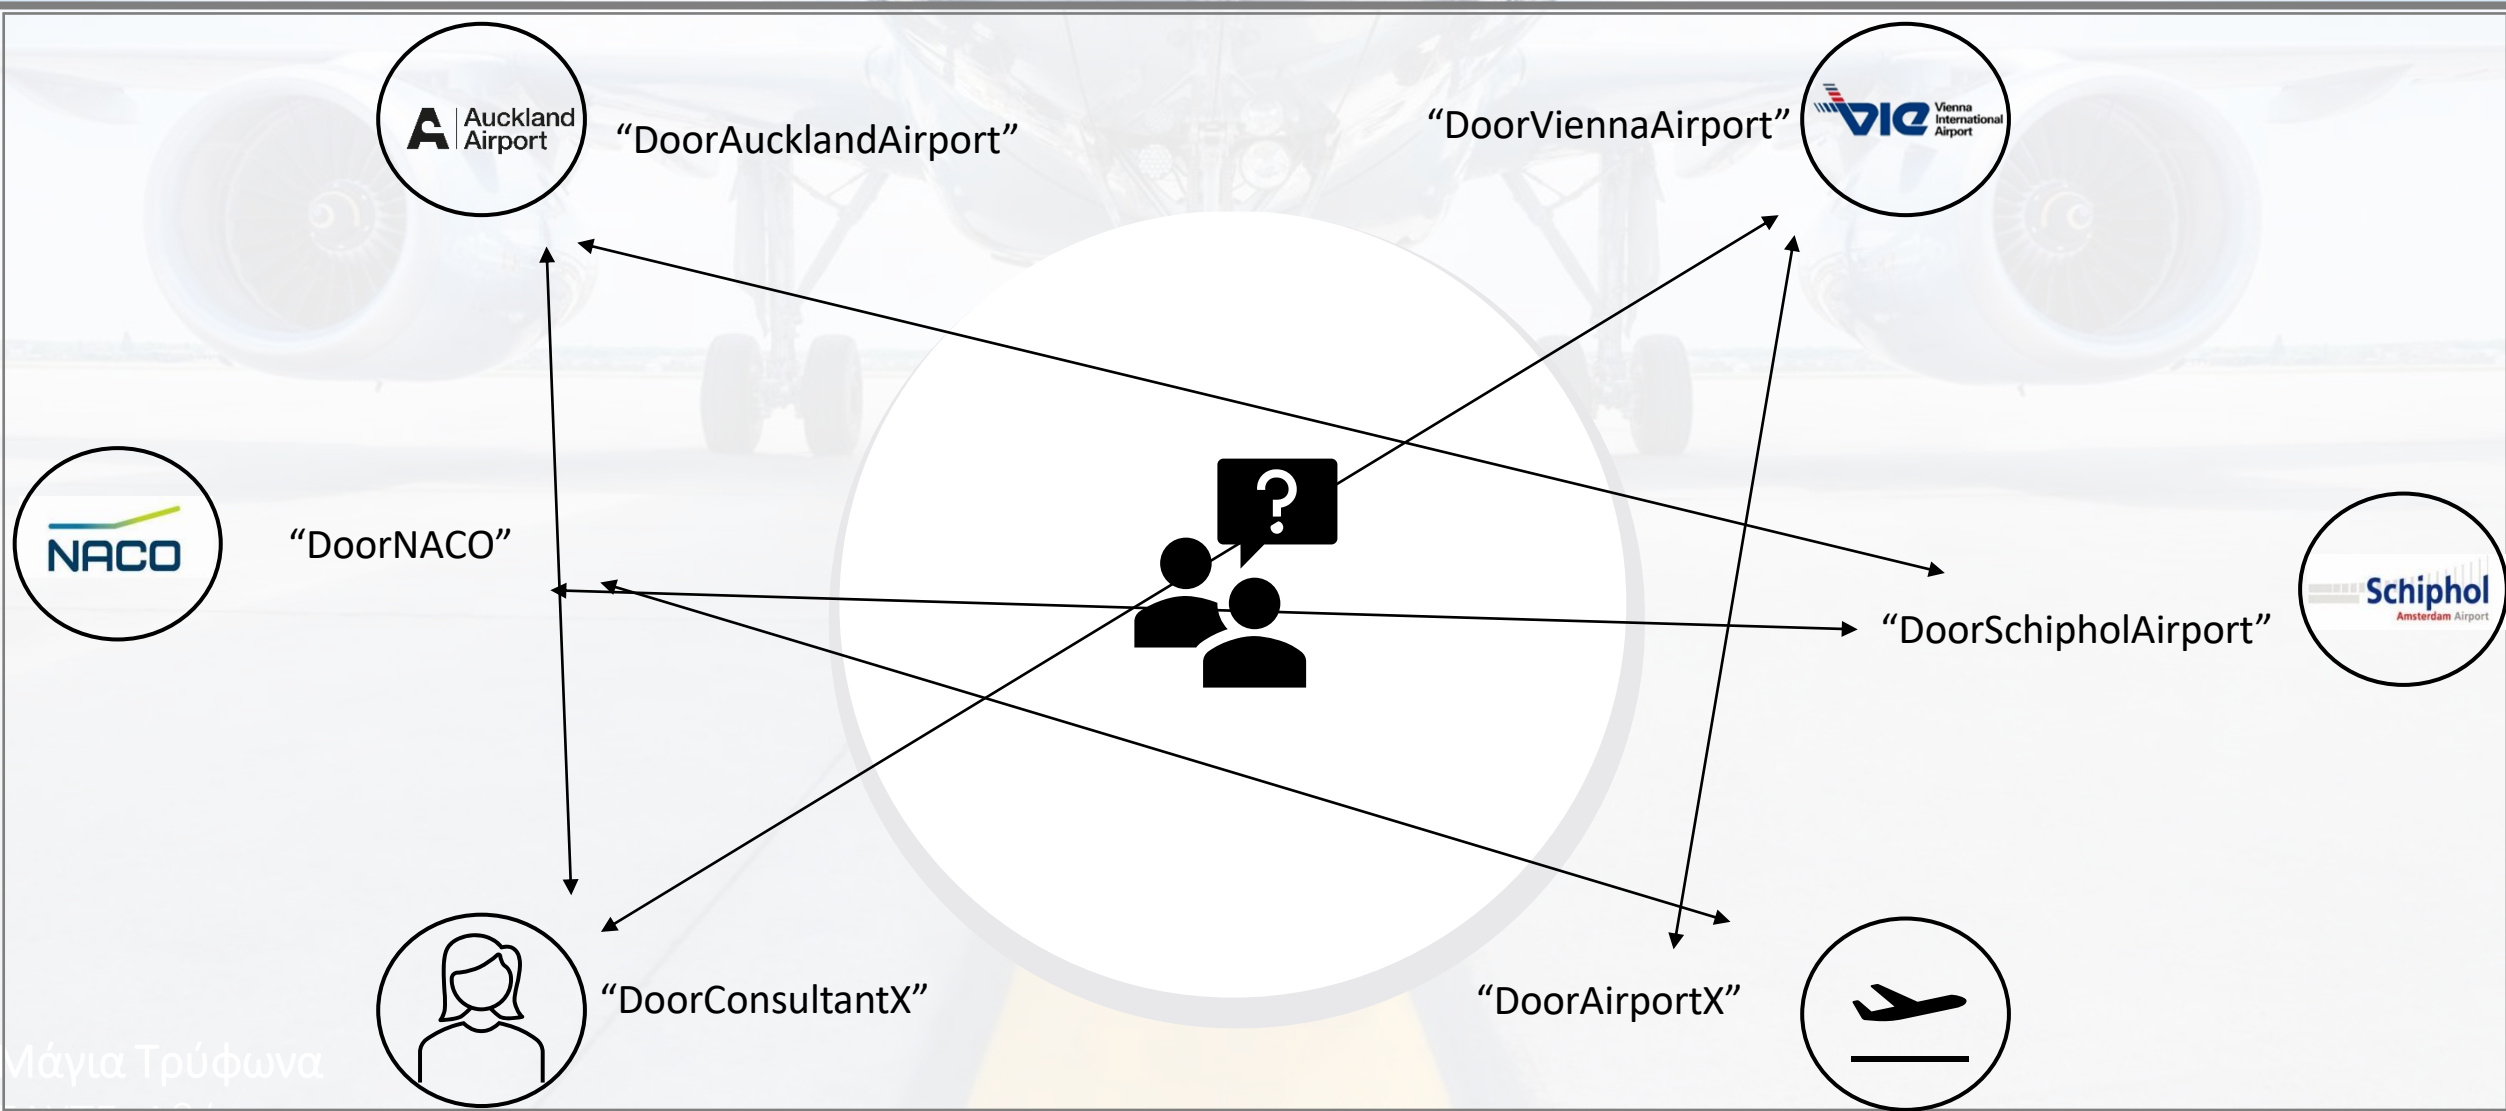 Auckland
Airport
“DoorAucklandAirport”
“DoorViennaAirport”
VIE
Vienna
International
Airport
NACO
“DoorNACO”
?
Schiphol
Amsterdam Airport
“DoorSchipholAirport”
“DoorConsultantX”
“DoorAirportX”
Μάγια Τρύφωνα